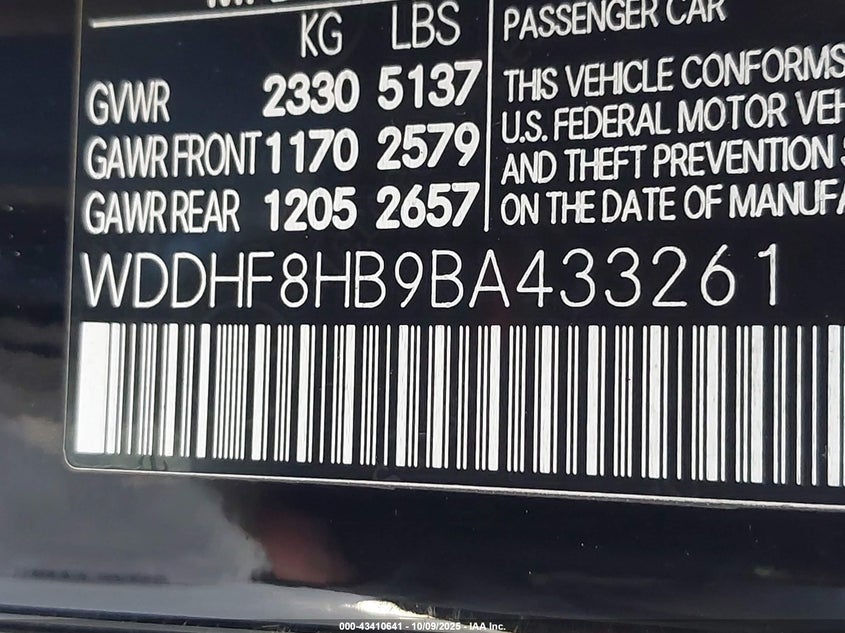 KG LBS
GVWR 2330 5137
GAWR FRONT 1170 2579
GAWR REAR 1205 2657
PASSENGER CAR
THIS VEHICLE CONFORMS
U.S. FEDERAL MOTOR VEH
AND THEFT PREVENTION
ON THE DATE OF MANUFA
WDDHF8HB9BA433261
000-43410641 - 10/09/2025 - IAA Inc.